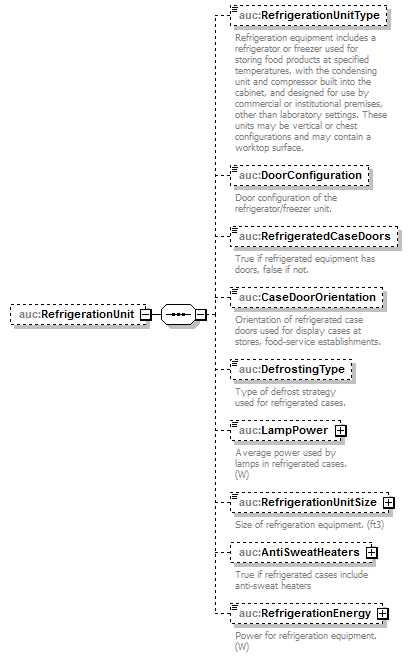 auc:RefrigerationUnitType
Refrigeration equipment includes a
refrigerator or freezer used for
storing food products at specified
temperatures, with the condensing
unit and compressor built into the
cabinet, and designed for use by
commercial or institutional premises,
other than laboratory settings. These
units may be vertical or chest
configurations and may contain a
worktop surface.
auc:DoorConfiguration
Door configuration of the
refrigerator/freezer unit.
auc:RefrigeratedCaseDoors
True if refrigerated equipment has
doors, false if not.
auc:CaseDoorOrientation
Orientation of refrigerated case
doors used for display cases at
stores, food-service establishments.
auc:RefrigerationUnit
auc:DefrostingType
Type of defrost strategy
used for refrigerated cases.
auc:LampPower
Average power used by
lamps in refrigerated cases.
(W)
auc:RefrigerationUnitSize
Size of refrigeration equipment. (ft3)
auc:AntiSweatHeaters
True if refrigerated cases include
anti-sweat heaters
auc:RefrigerationEnergy
Power for refrigeration equipment.
(W)